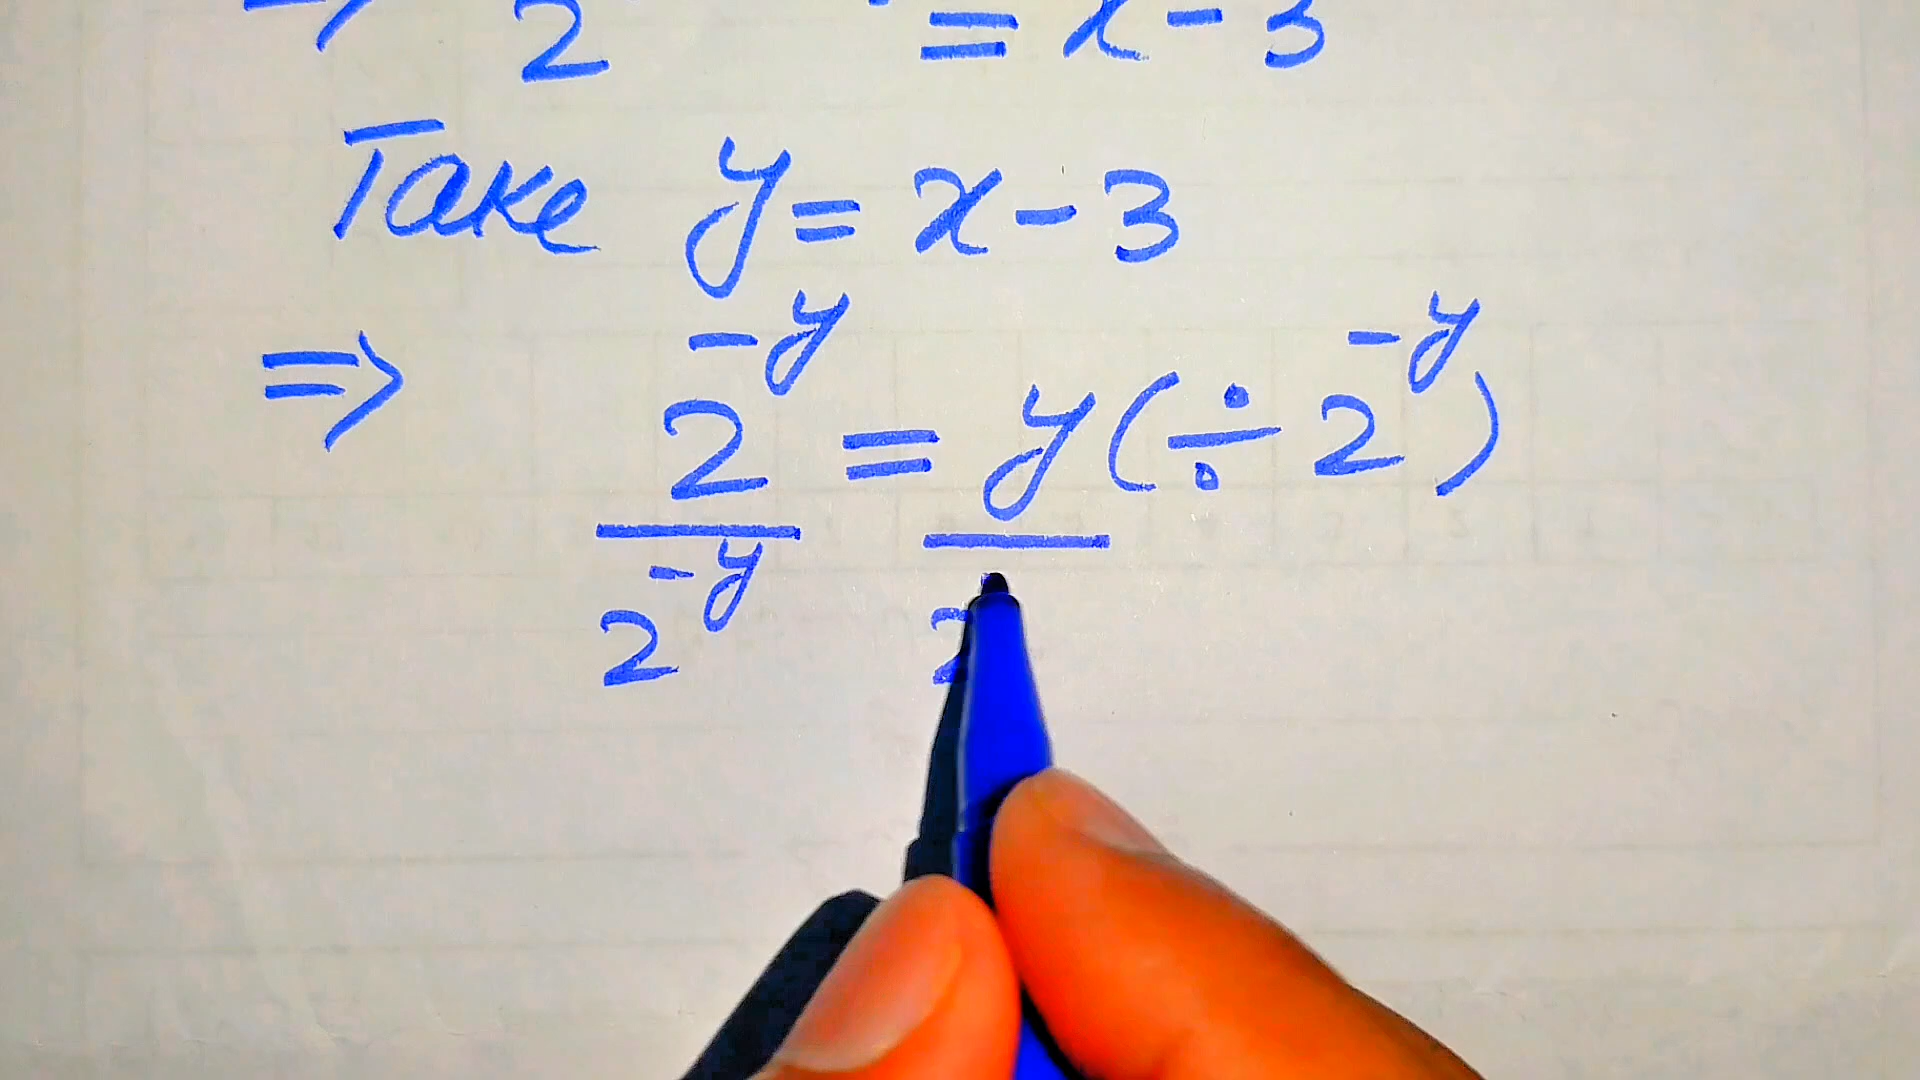 ⇒ 2 = x - 3
Take y = x - 3
⇒ 2^{-y} = y (÷ 2^{-y})
2^{-y} 2